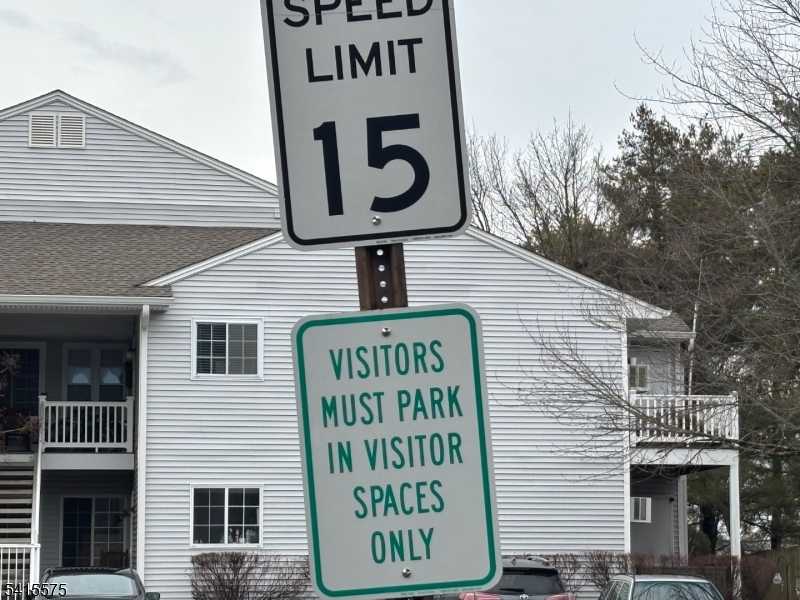 SPEED
LIMIT
15
VISITORS
MUST PARK
IN VISITOR
SPACES
ONLY
5415575